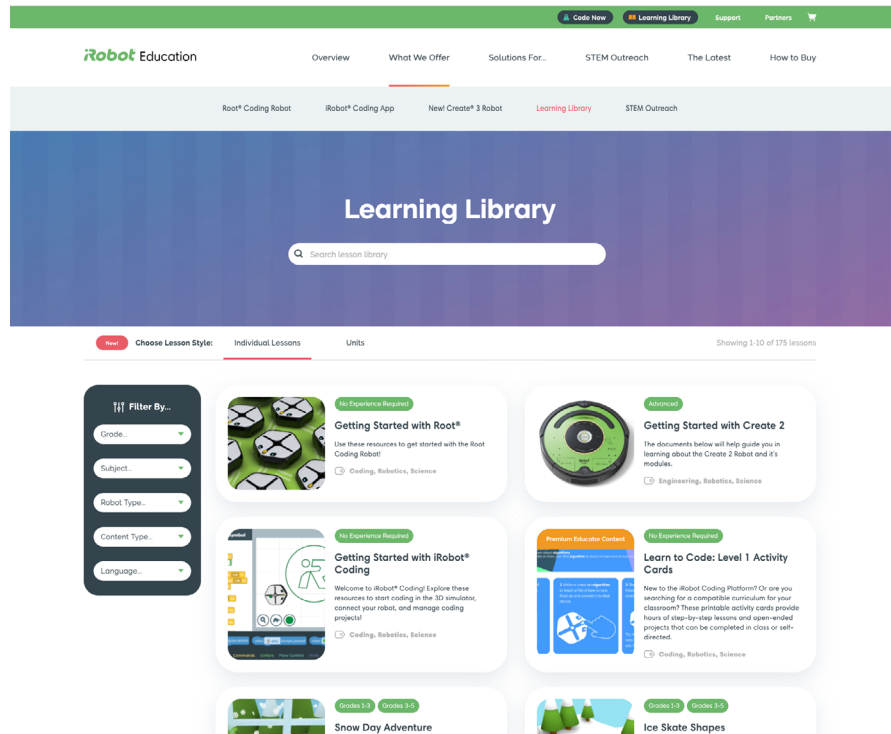 Code Now
Learning Library
Support
Partners
iRobot Education
Overview
What We Offer
Solutions For...
STEM Outreach
The Latest
How to Buy
Root® Coding Robot
iRobot® Coding App
New! Create® 3 Robot
Learning Library
STEM Outreach
Learning Library
Search lesson library
New!
Choose Lesson Style:
Individual Lessons
Units
Showing 1-10 of 175 lessons
Filter By...
Grade...
Subject...
Robot Type...
Content Type...
Language...
No Experience Required
Getting Started with Root®
Use these resources to get started with the Root
Coding Robot!
Coding, Robotics, Science
Advanced
Getting Started with Create 2
The documents below will help guide you in
learning about the Create 2 Robot and it's
modules.
Engineering, Robotics, Science
No Experience Required
Getting Started with iRobot®
Coding
Welcome to iRobot® Coding! Explore these
resources to start coding in the 3D simulator,
connect your robot, and manage coding
projects!
Coding, Robotics, Science
Premium Educator Content
No Experience Required
Learn to Code: Level 1 Activity
Cards
New to the iRobot Coding Platform? Or are you
searching for a compatible curriculum for your
classroom? These printable activity cards provide
hours of step-by-step lessons and open-ended
projects that can be completed in class or self-
directed.
Coding, Robotics, Science
Grades 1-3
Grades 3-5
Snow Day Adventure
Grades 1-3
Grades 3-5
Ice Skate Shapes